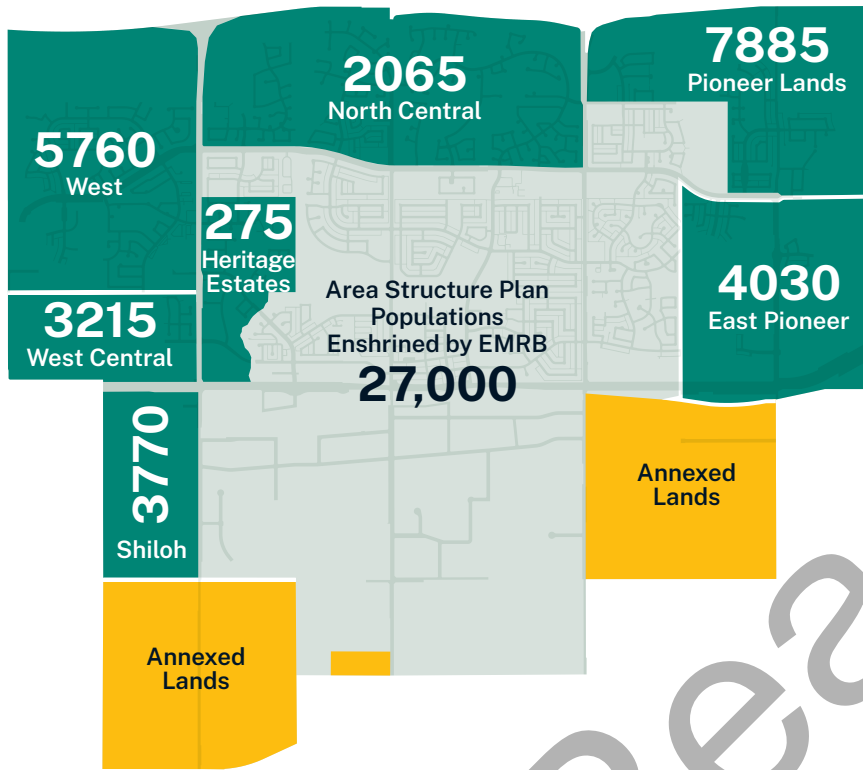 7885
Pioneer Lands
2065
North Central
5760
West
275
Heritage
Estates
4030
East Pioneer
Area Structure Plan
Populations
Enshrined by EMRB
27,000
3215
West Central
3770
Shiloh
Annexed
Lands
Annexed
Lands